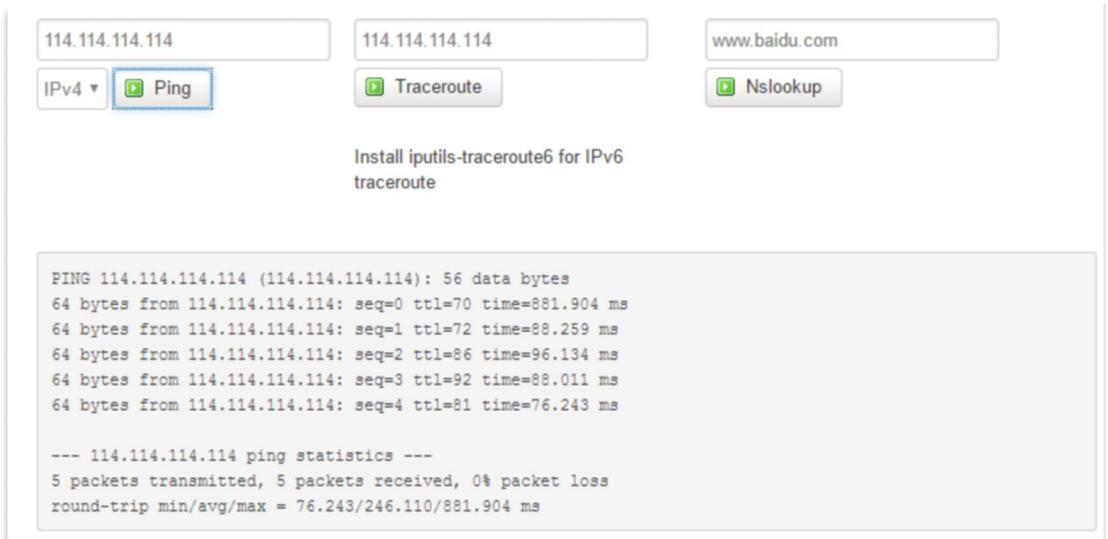 114.114.114.114
114.114.114.114
www.baidu.com
IPv4
Ping
Traceroute
Nslookup
Install iputils-traceroute6 for IPv6
traceroute
PING 114.114.114.114 (114.114.114.114): 56 data bytes
64 bytes from 114.114.114.114: seq=0 ttl=70 time=881.904 ms
64 bytes from 114.114.114.114: seq=1 ttl=72 time=88.259 ms
64 bytes from 114.114.114.114: seq=2 ttl=86 time=96.134 ms
64 bytes from 114.114.114.114: seq=3 ttl=92 time=88.011 ms
64 bytes from 114.114.114.114: seq=4 ttl=81 time=76.243 ms
--- 114.114.114.114 ping statistics ---
5 packets transmitted, 5 packets received, 0% packet loss
round-trip min/avg/max = 76.243/246.110/881.904 ms